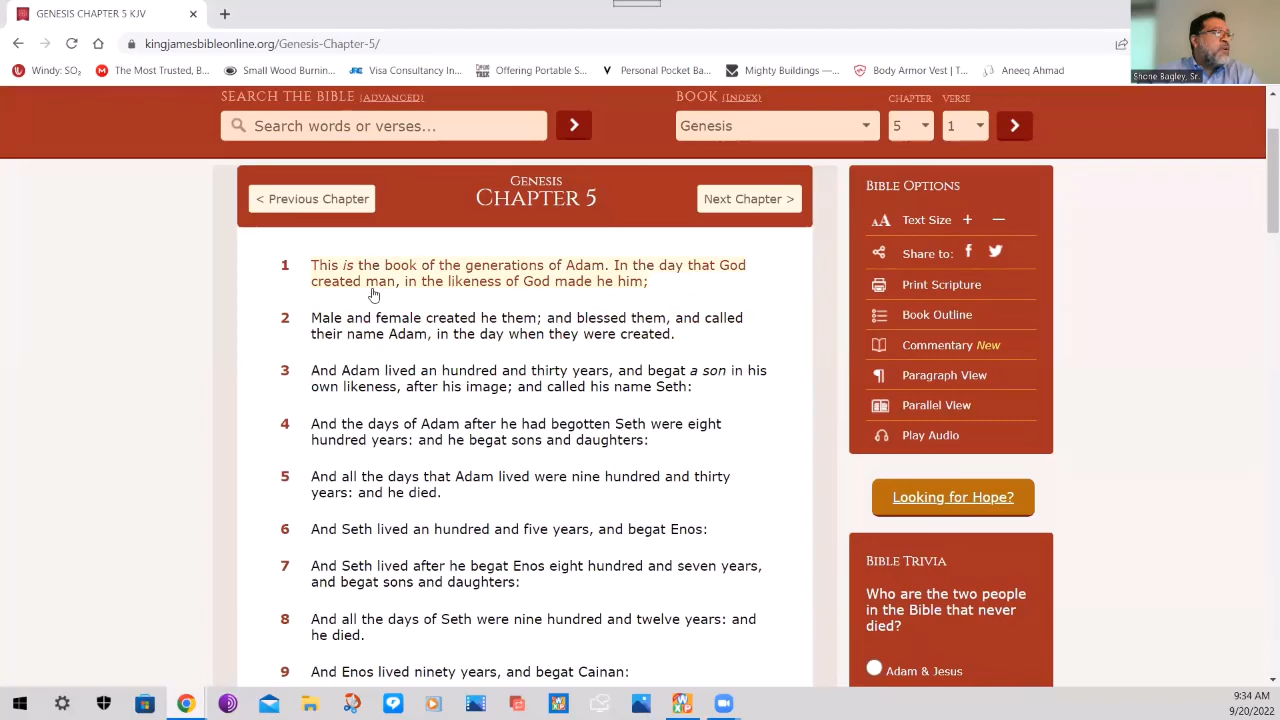 GENESIS CHAPTER 5 KJV
kingjamesbibleonline.org/Genesis-Chapter-5/
Windy: SO₂
The Most Trusted, B...
Small Wood Burnin...
Visa Consultancy In...
Offering Portable S...
Personal Pocket Ba...
Mighty Buildings —...
Body Armor Vest | T...
Aneeq Ahmad
Shone Bagley, Sr.
SEARCH THE BIBLE (ADVANCED)
BOOK (INDEX)
CHAPTER
VERSE
Search words or verses...
Genesis
5
1
< Previous Chapter
GENESIS
CHAPTER 5
Next Chapter >
1 This is the book of the generations of Adam. In the day that God
created man, in the likeness of God made he him;
2 Male and female created he them; and blessed them, and called
their name Adam, in the day when they were created.
3 And Adam lived an hundred and thirty years, and begat a son in his
own likeness, after his image; and called his name Seth:
4 And the days of Adam after he had begotten Seth were eight
hundred years: and he begat sons and daughters:
5 And all the days that Adam lived were nine hundred and thirty
years: and he died.
6 And Seth lived an hundred and five years, and begat Enos:
7 And Seth lived after he begat Enos eight hundred and seven years,
and begat sons and daughters:
8 And all the days of Seth were nine hundred and twelve years: and
he died.
9 And Enos lived ninety years, and begat Cainan:
BIBLE OPTIONS
AA Text Size + —
Share to:
Print Scripture
Book Outline
Commentary New
Paragraph View
Parallel View
Play Audio
Looking for Hope?
BIBLE TRIVIA
Who are the two people
in the Bible that never
died?
Adam & Jesus
9:34 AM
9/20/2022